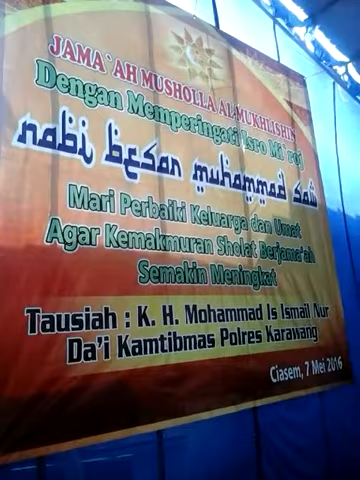 JAMA`AH MUSHOLLA AL-MUKHLISHIN
Dengan Memperingati Isro Mi`roj
nabi besar muhammad saw
Mari Perbaiki Keluarga dan Umat
Agar Kemakmuran Sholat Berjama'ah
Semakin Meningkat
Tausiah : K. H. Mohammad Is Ismail Nur
Da'i Kamtibmas Polres Karawang
Ciasem, 7 Mei 2016